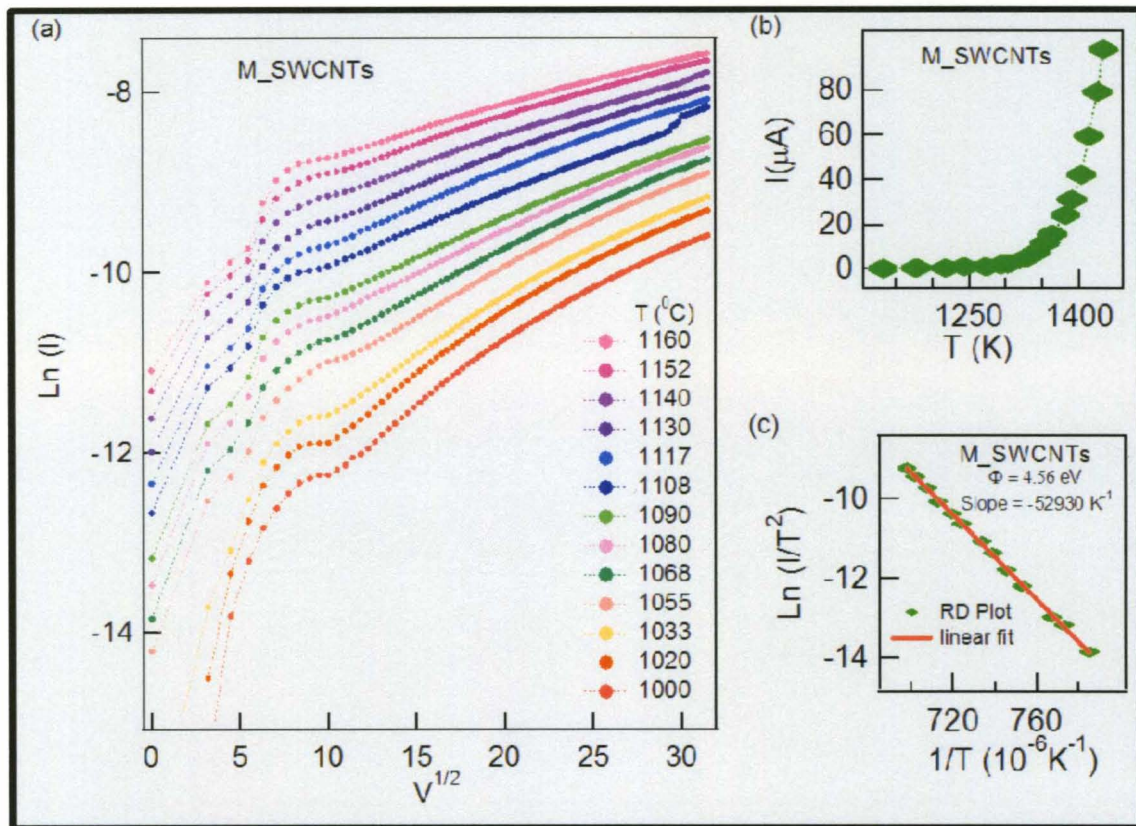 (a)
M_SWCNTs
-8
-10
-12
-14
Ln (I)
0 5 10 15 20 25 30
V^{1/2}
T (⁰C)
1160
1152
1140
1130
1117
1108
1090
1080
1068
1055
1033
1020
1000
(b)
M_SWCNTs
80
60
40
20
0
I(μA)
1250 1400
T (K)
(c)
M_SWCNTs
Φ = 4.56 eV
Slope = -52930 K⁻¹
-10
-12
-14
Ln (I/T²)
RD Plot
linear fit
720 760
1/T (10⁻⁶K⁻¹)